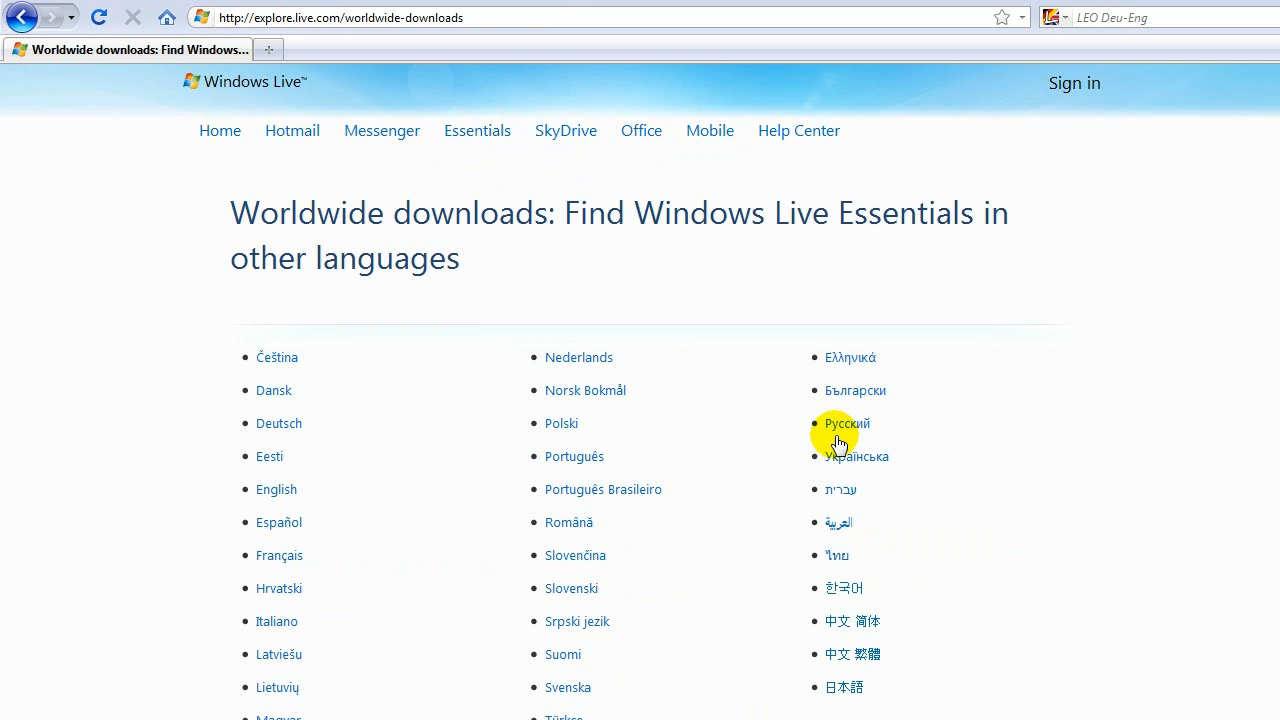 http://explore.live.com/worldwide-downloads
LEO Deu-Eng
Worldwide downloads: Find Windows...
Windows Live™
Sign in
Home Hotmail Messenger Essentials SkyDrive Office Mobile Help Center
Worldwide downloads: Find Windows Live Essentials in
other languages
Čeština
Dansk
Deutsch
Eesti
English
Español
Français
Hrvatski
Italiano
Latviešu
Lietuvių
Magyar
Nederlands
Norsk Bokmål
Polski
Português
Português Brasileiro
Română
Slovenčina
Slovenski
Srpski jezik
Suomi
Svenska
Türkçe
Ελληνικά
Български
Русский
Українська
עברית
العربية
ไทย
한국어
中文 简体
中文 繁體
日本語